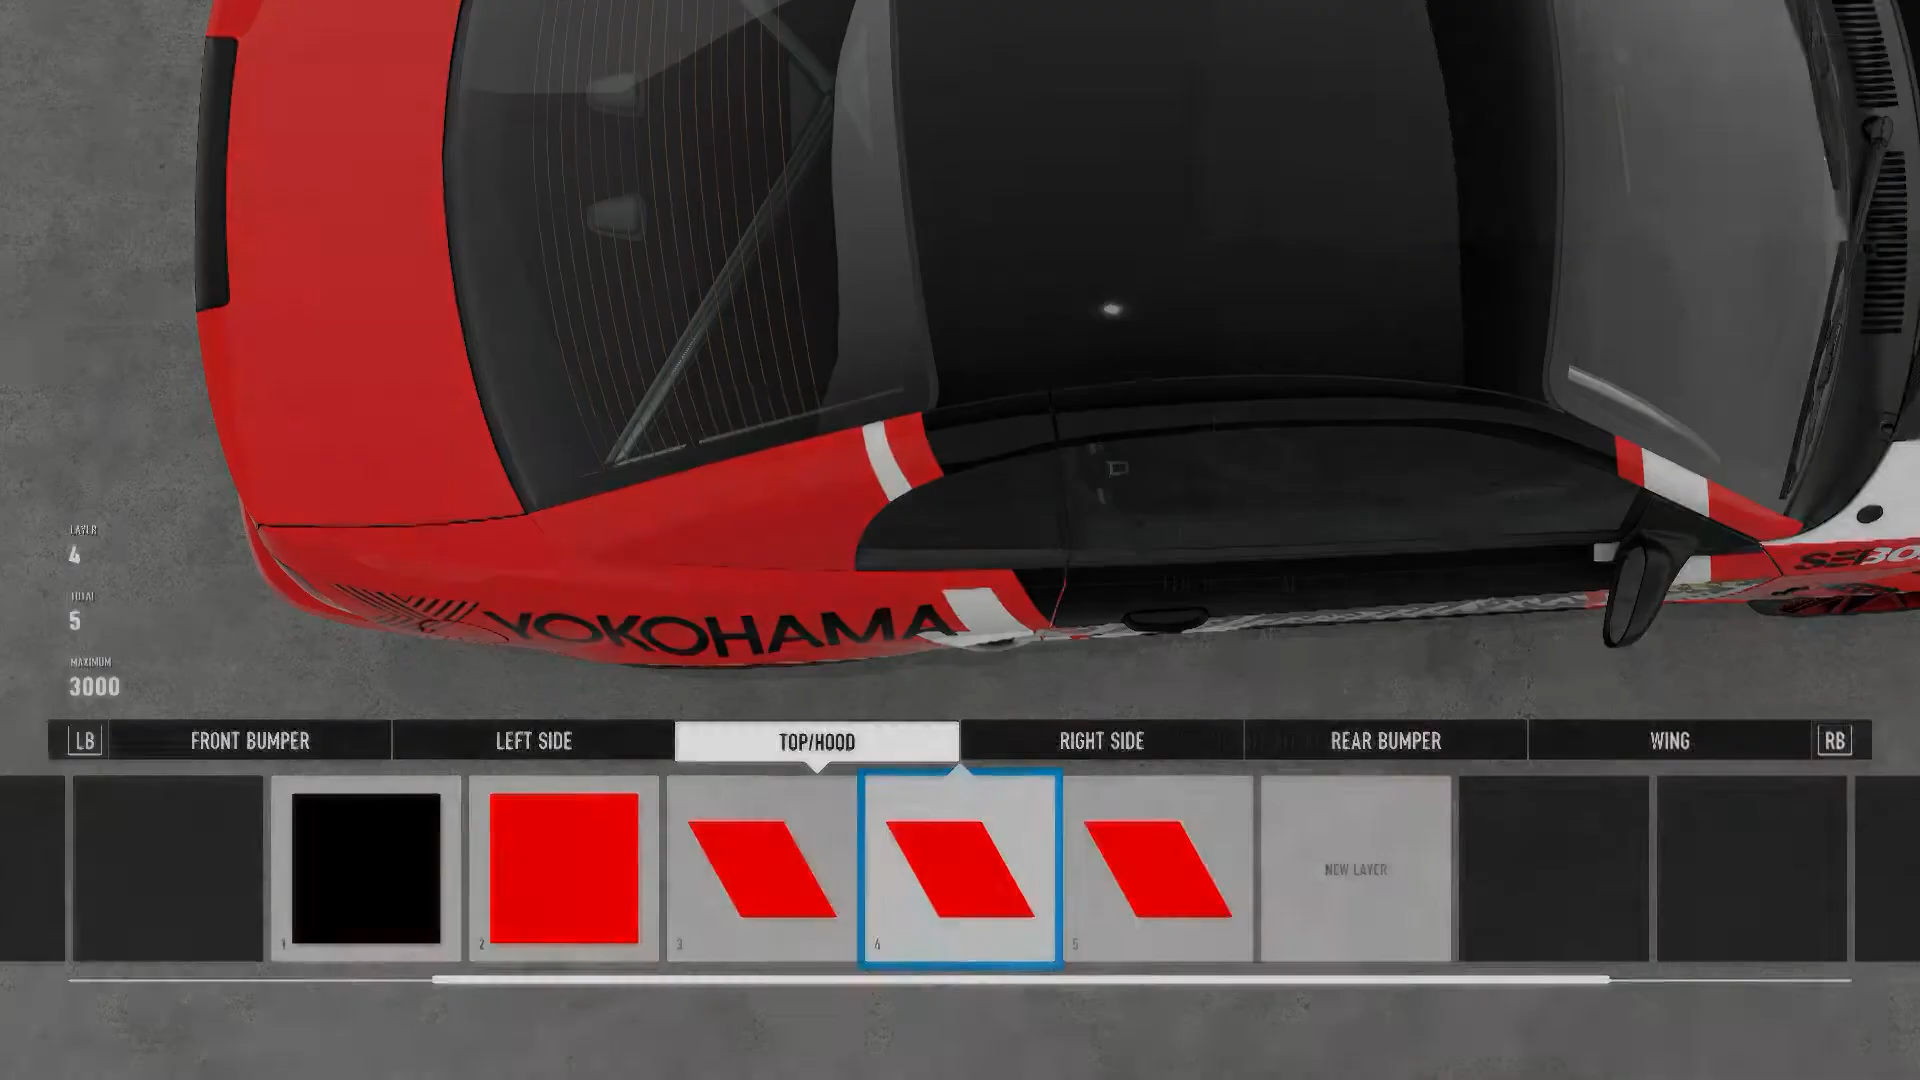 SEIBO
YOKOHAMA
LAYER
4
TOTAL
5
MAXIMUM
3000
LB
FRONT BUMPER
LEFT SIDE
TOP/HOOD
RIGHT SIDE
REAR BUMPER
WING
RB
1
2
3
4
5
NEW LAYER